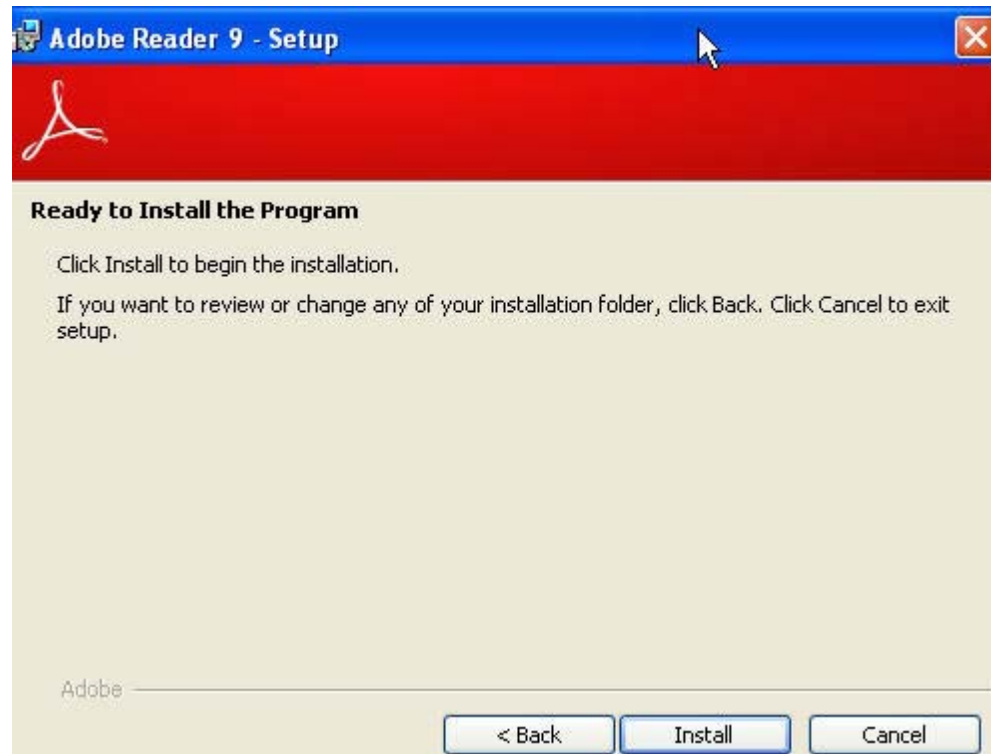 Adobe Reader 9 - Setup
Ready to Install the Program
Click Install to begin the installation.
If you want to review or change any of your installation folder, click Back. Click Cancel to exit
setup.
Adobe
< Back Install Cancel